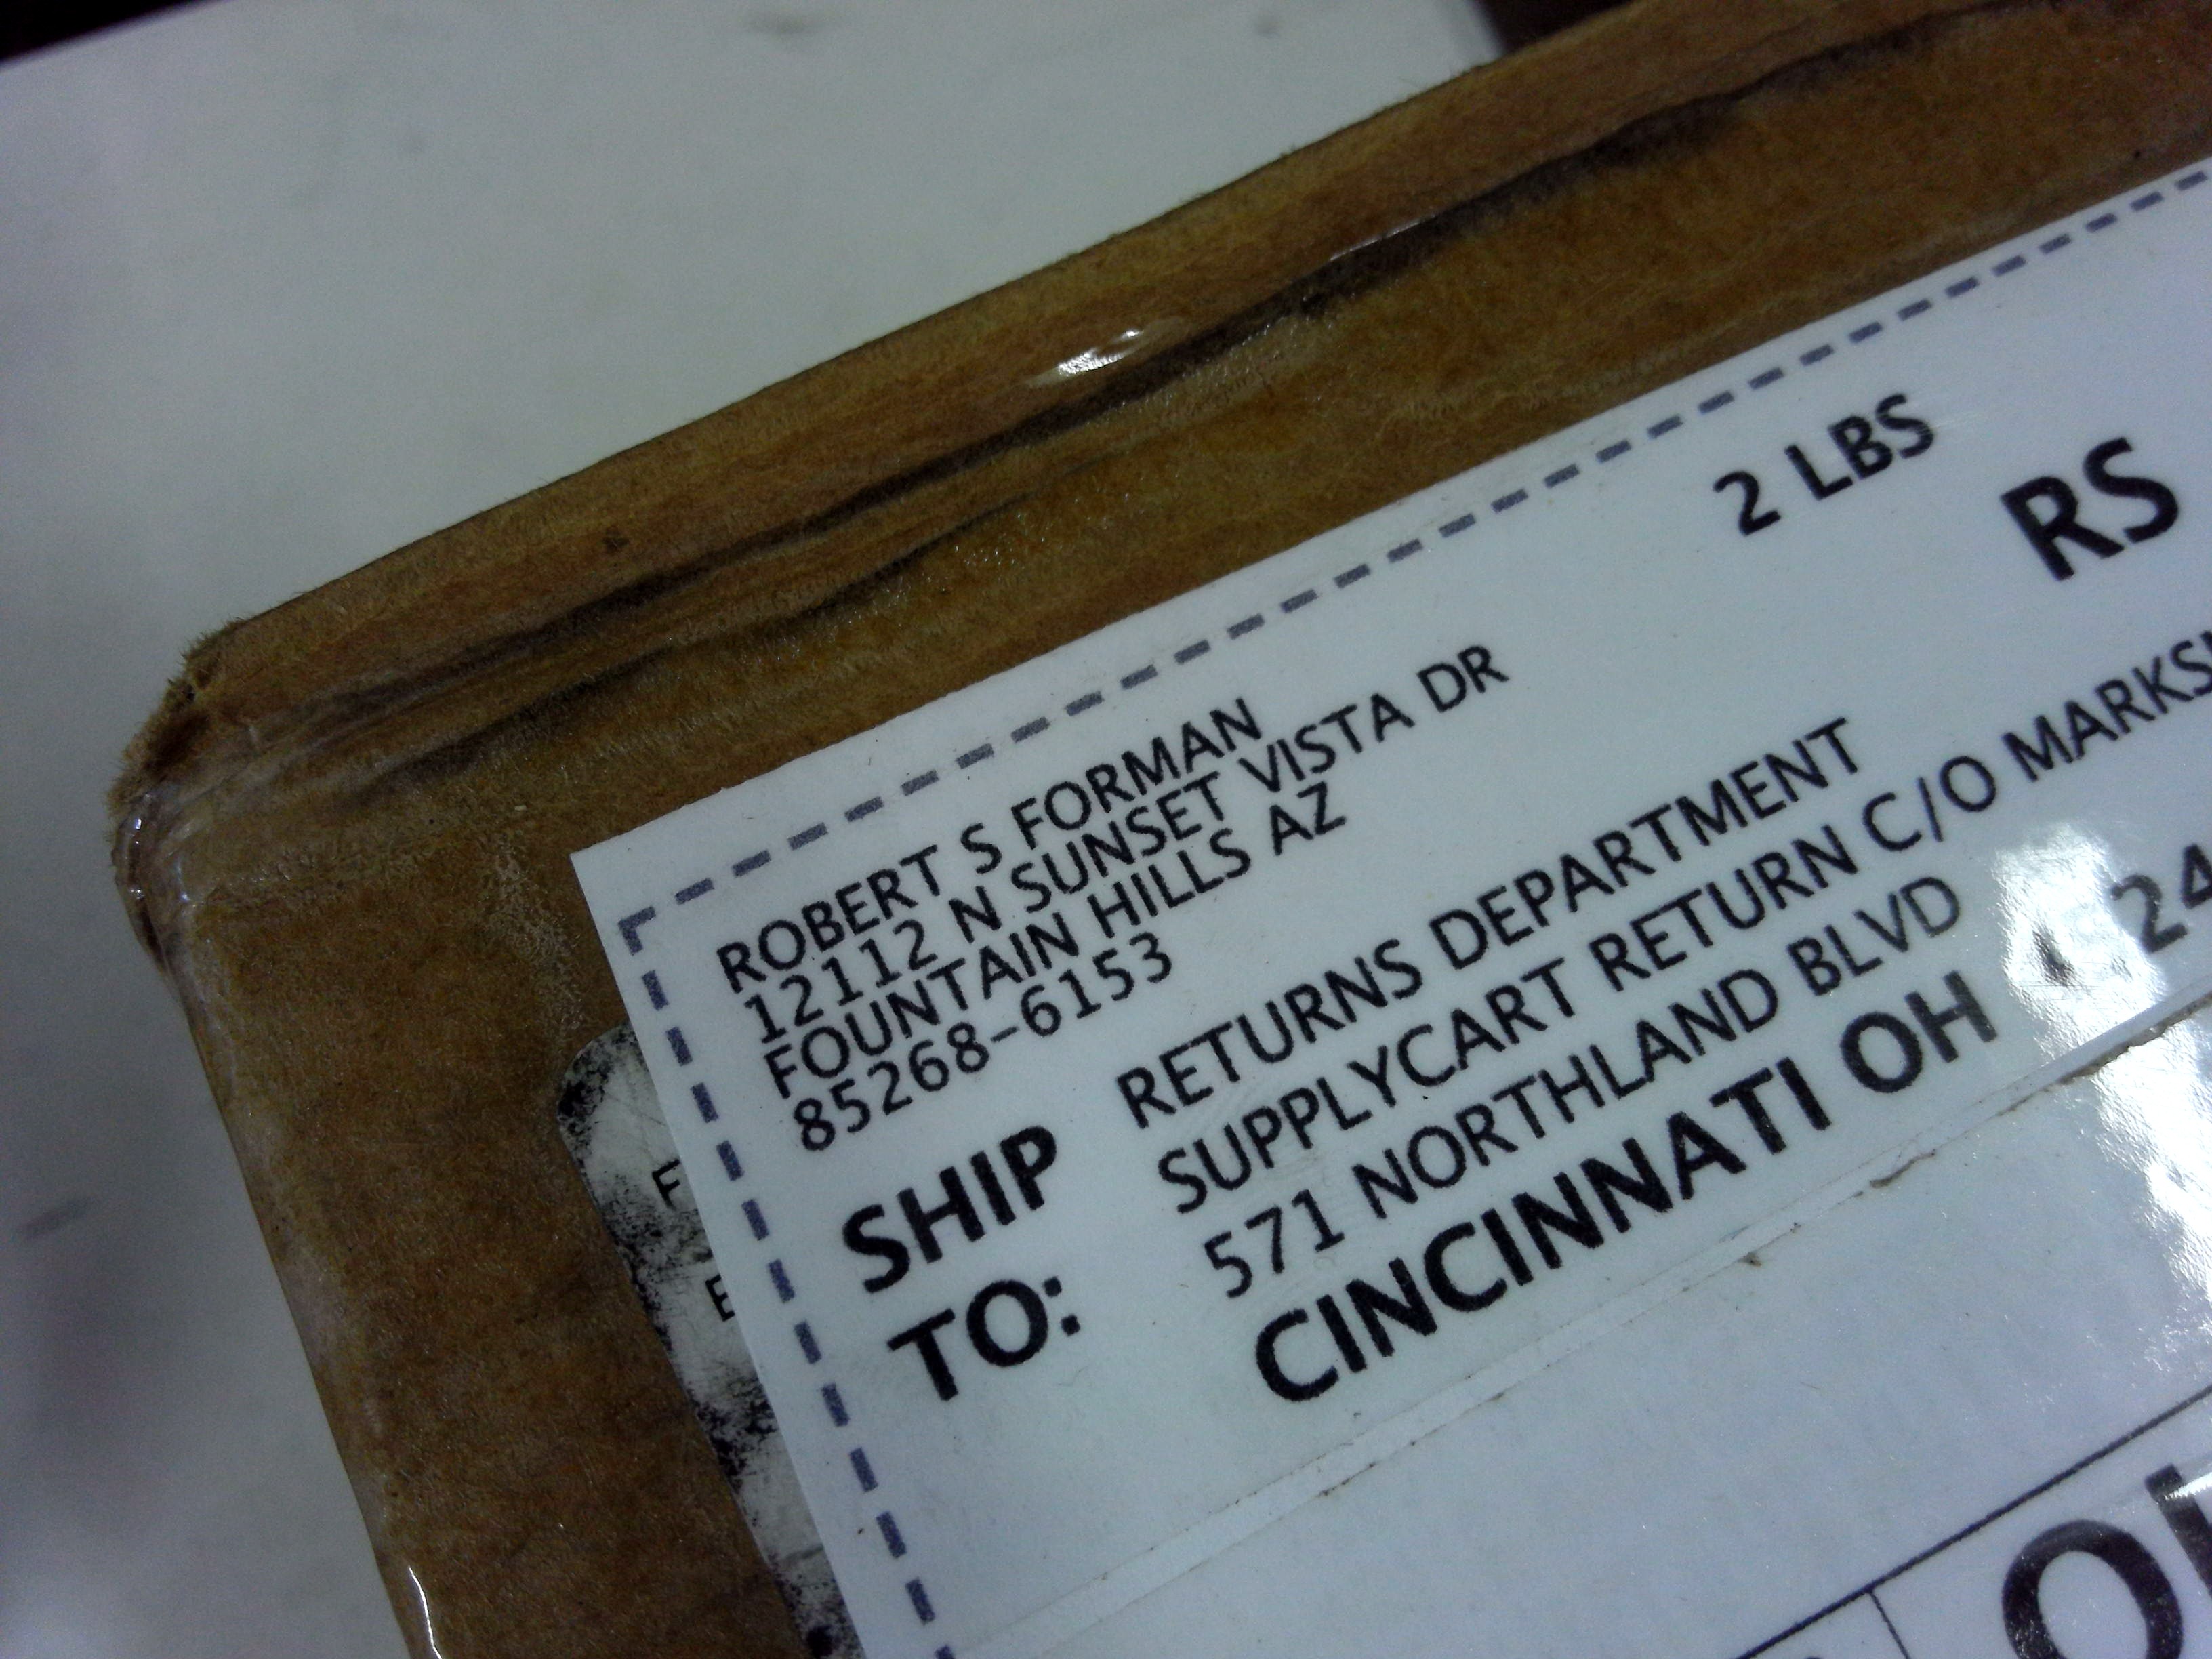 2 LBS
RS
ROBERT S FORMAN
12112 N SUNSET VISTA DR
FOUNTAIN HILLS AZ
85268-6153
SHIP
TO:
RETURNS DEPARTMENT
SUPPLYCART RETURN C/O
571 NORTHLAND BLVD
CINCINNATI OH